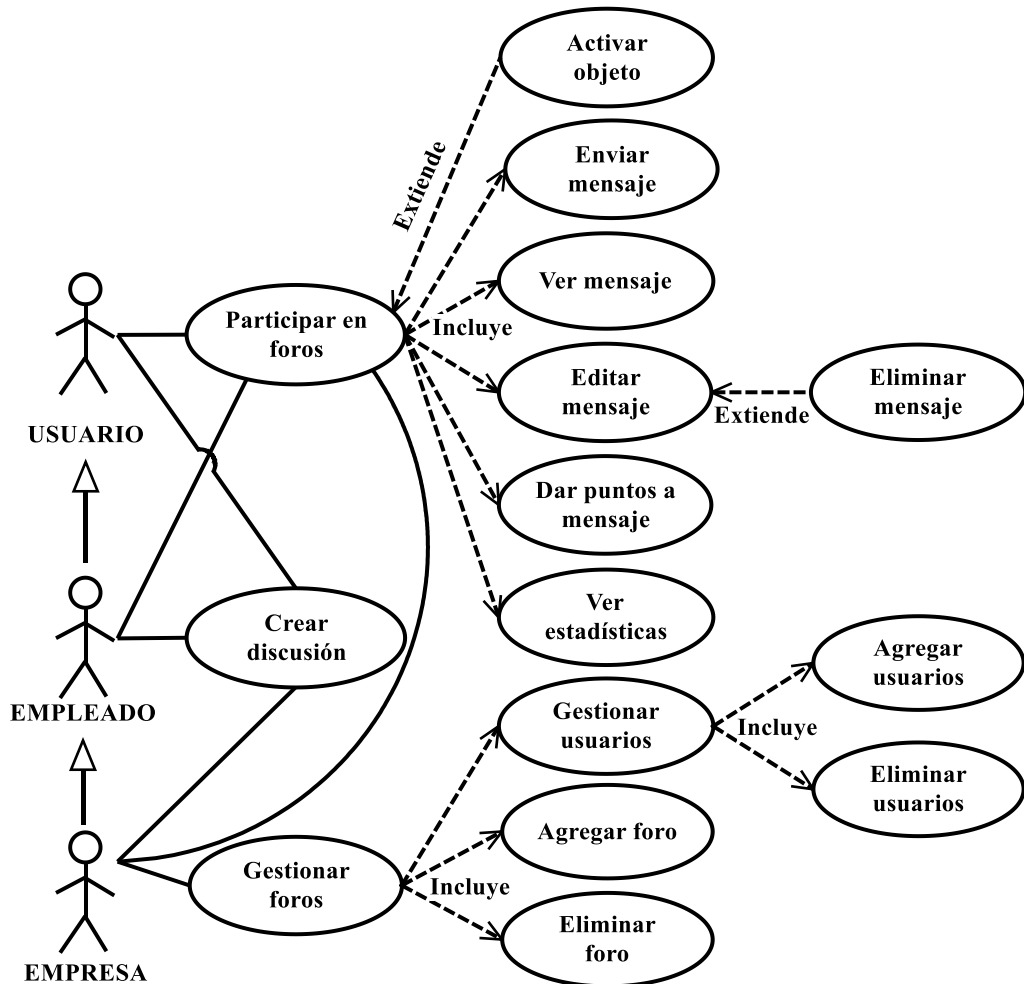 Activar
objeto
Enviar
mensaje
Extiende
Ver mensaje
Participar en
foros
Incluye
Editar
mensaje
Eliminar
mensaje
Extiende
USUARIO
Dar puntos a
mensaje
Ver
estadísticas
Crear
discusión
Agregar
usuarios
EMPLEADO
Gestionar
usuarios
Incluye
Eliminar
usuarios
Agregar foro
Gestionar
foros
Incluye
Eliminar
foro
EMPRESA